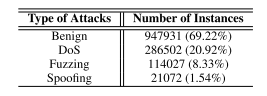 Type of Attacks Number of Instances
Benign 947931 (69.22%)
DoS 286502 (20.92%)
Fuzzing 114027 (8.33%)
Spoofing 21072 (1.54%)